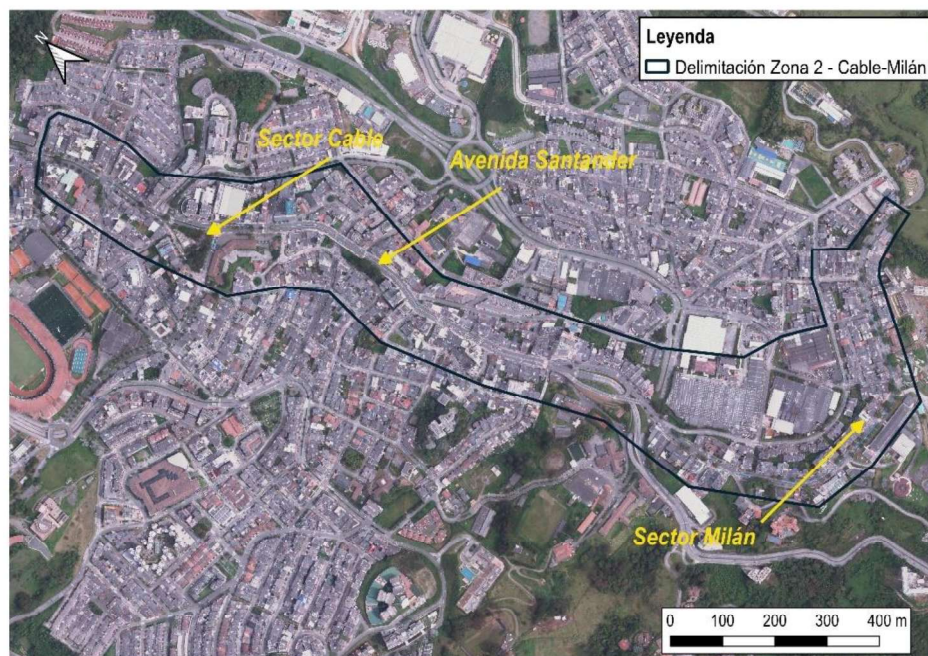 N
Leyenda
Delimitación Zona 2 - Cable-Milán
Sector Cable
Avenida Santander
Sector Milán
0 100 200 300 400 m